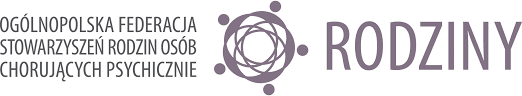 OGÓLNOPOLSKA FEDERACJA
STOWARZYSZEŃ RODZIN OSÓB
CHORUJĄCYCH PSYCHICZNIE
RODZINY